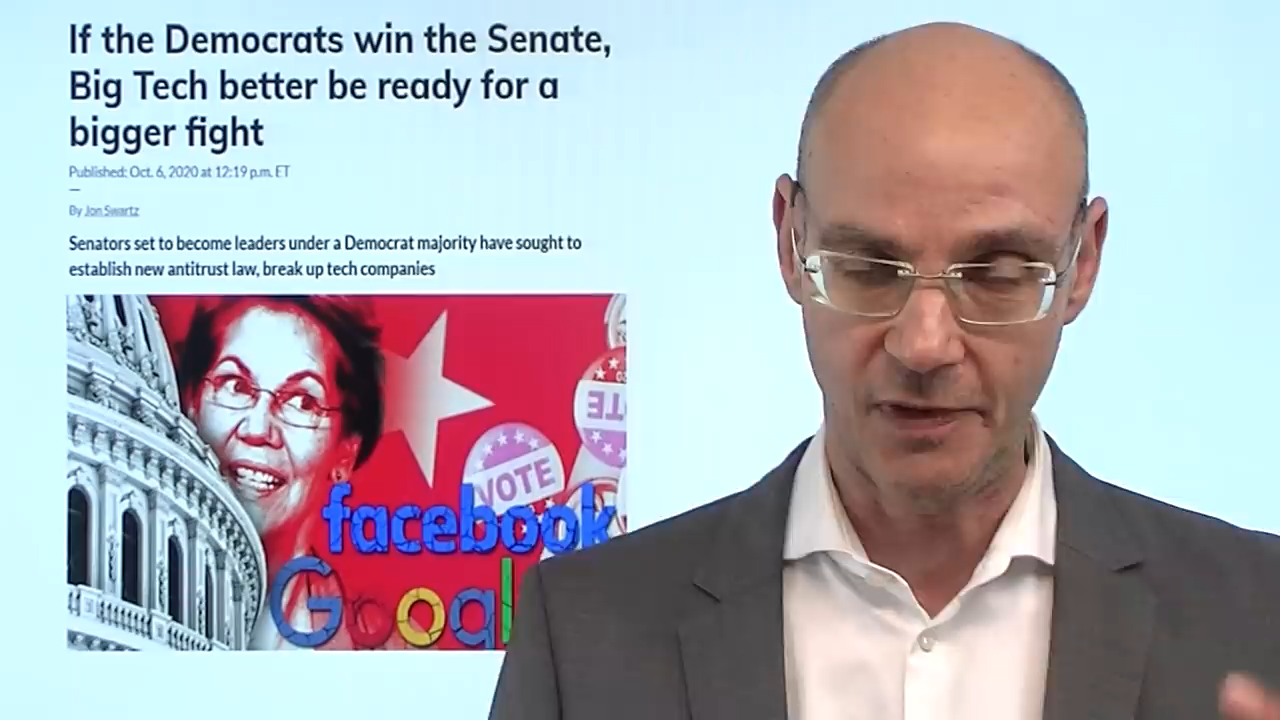 If the Democrats win the Senate,
Big Tech better be ready for a
bigger fight
Published: Oct. 6, 2020 at 12:19 p.m. ET
By Jon Swartz
Senators set to become leaders under a Democrat majority have sought to
establish new antitrust law, break up tech companies
VOTE
facebook
Googl